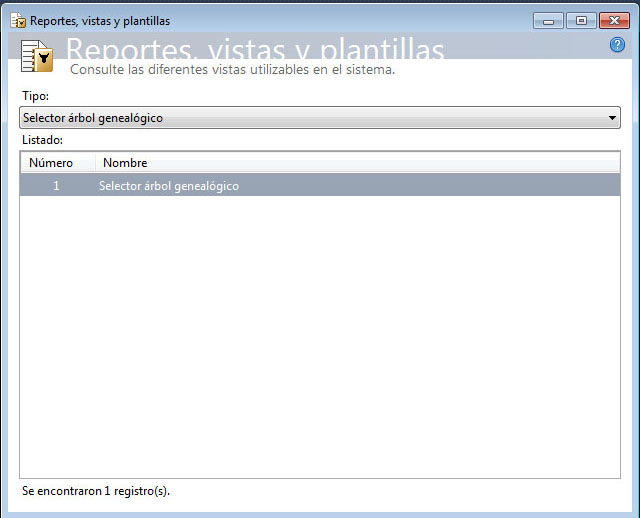 Reportes, vistas y plantillas
Reportes, vistas y plantillas
Consulte las diferentes vistas utilizables en el sistema.
Tipo:
Selector árbol genealógico
Listado:
Número Nombre
1 Selector árbol genealógico
Se encontraron 1 registro(s).